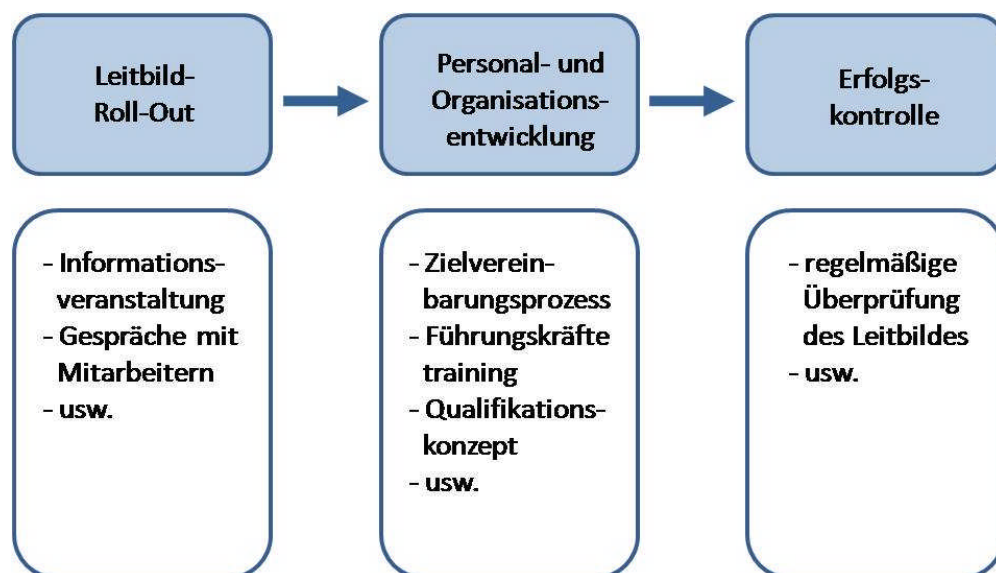 Leitbild-
Roll-Out
Personal- und
Organisations-
entwicklung
Erfolgs-
kontrolle
- Informations-
veranstaltung
- Gespräche mit
Mitarbeitern
- usw.
- Zielverein-
barungsprozess
- Führungskräfte
training
- Qualifikations-
konzept
- usw.
- regelmäßige
Überprüfung
des Leitbildes
- usw.